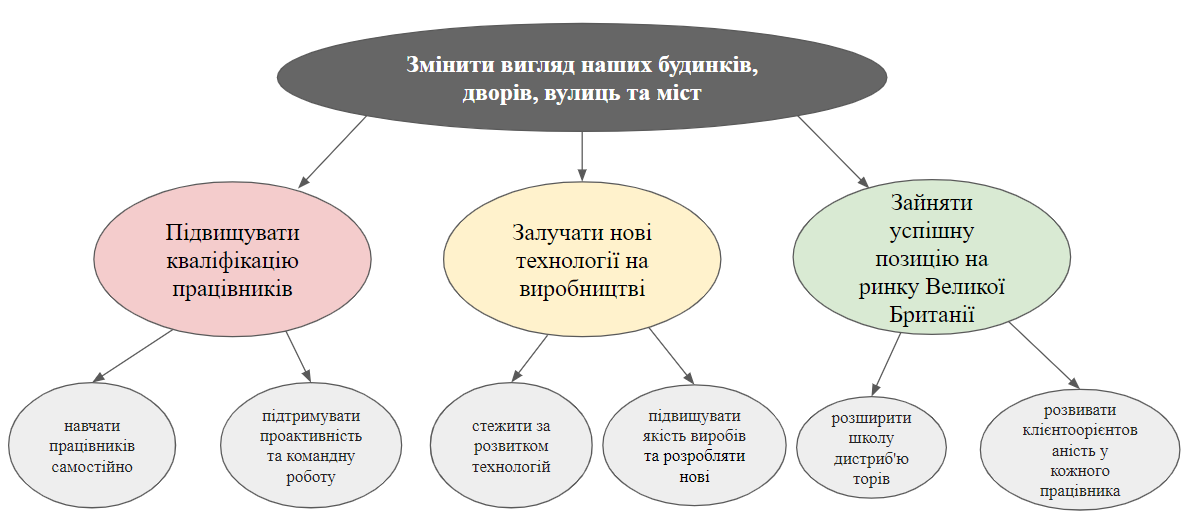 Змінити вигляд наших будинків,
дворів, вулиць та міст
Підвищувати
кваліфікацію
працівників
Залучати нові
технології на
виробництві
Зайняти
успішну
позицію на
ринку Великої
Британії
навчати
працівників
самостійно
підтримувати
проактивність
та командну
роботу
стежити за
розвитком
технологій
підвищувати
якість виробів
та розробляти
нові
розширити
школу
дистриб'ю
торів
розвивати
клієнтоорієнтов
аність у
кожного
працівника